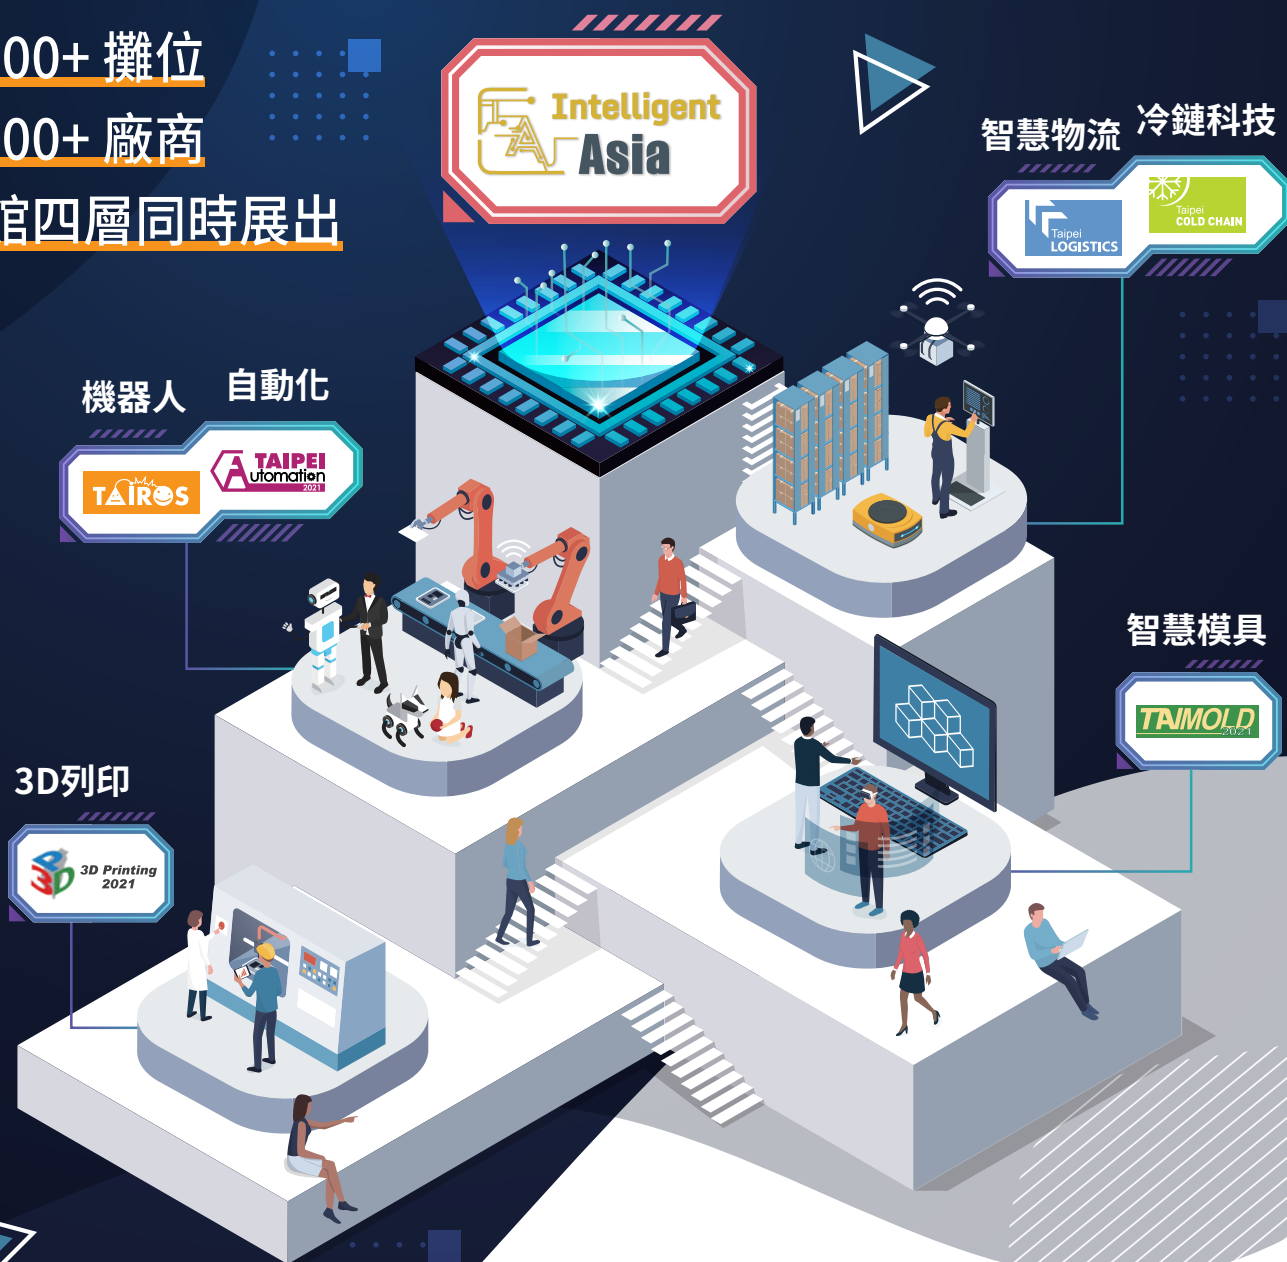 00+ 攤位
00+ 廠商
館四層同時展出
Intelligent
Asia
智慧物流
冷鏈科技
Taipei
LOGISTICS
Taipei
COLD CHAIN
機器人
自動化
TAIROS
TAIPEI
Automation
2021
智慧模具
TAIMOLD
2021
3D列印
3D
3D Printing
2021